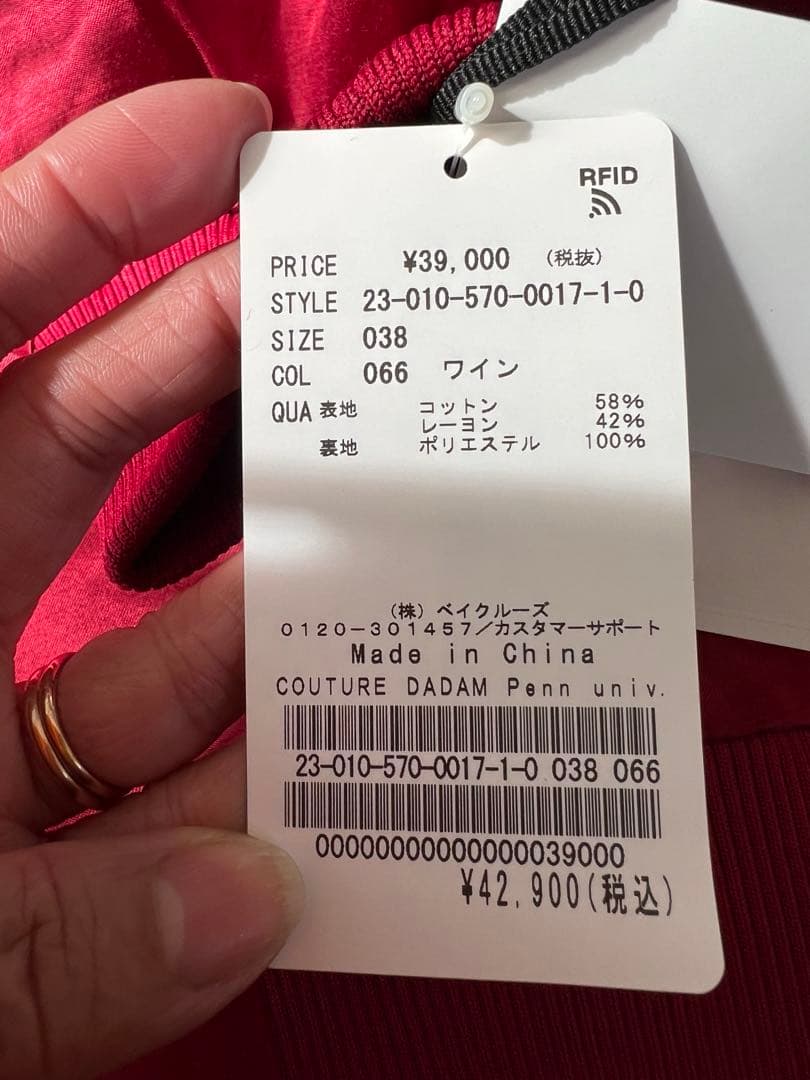 RFID
PRICE ¥39,000 (税抜)
STYLE 23-010-570-0017-1-0
SIZE 038
COL 066 ワイン
QUA 表地 コットン 58%
レーヨン 42%
裏地 ポリエステル 100%
(株) ベイクルーズ
0120-301457/カスタマーサポート
Made in China
COUTURE DADAM Penn univ.
23-010-570-0017-1-0 038 066
00000000000000039000
¥42,900(税込)